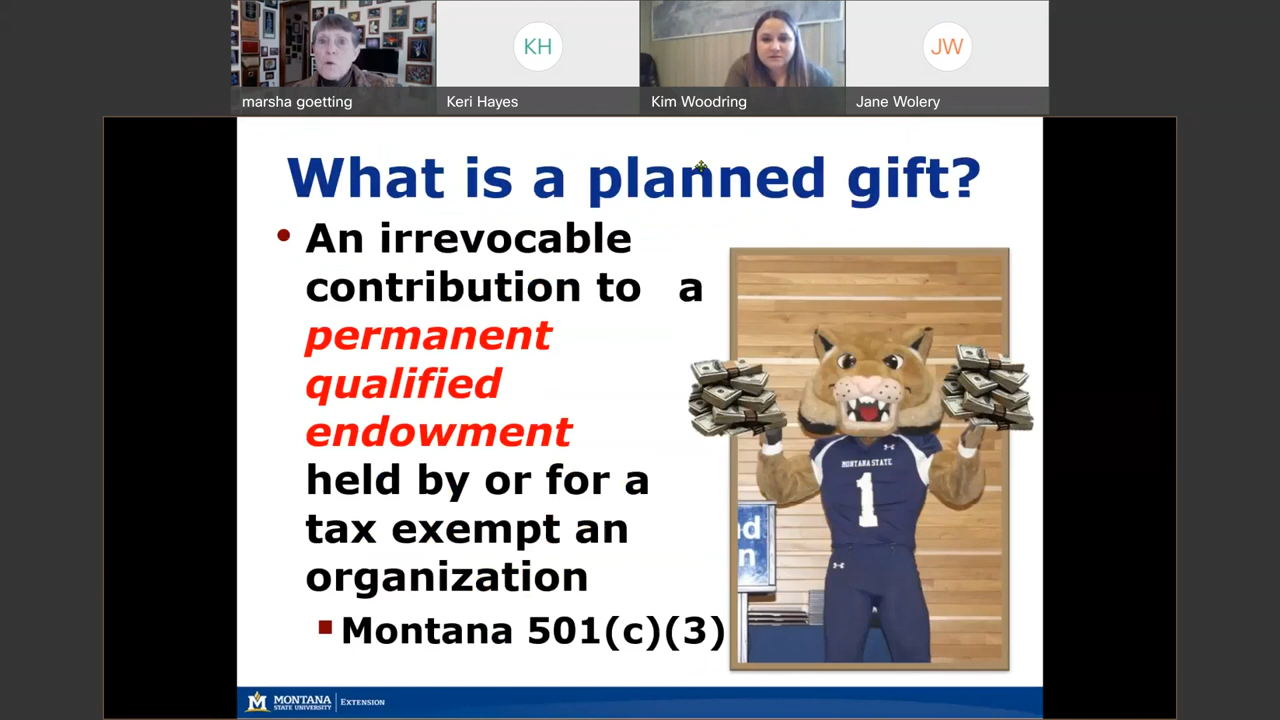 KH
JW
marsha goetting
Keri Hayes
Kim Woodring
Jane Wolery
What is a planned gift?
• An irrevocable
contribution to a
permanent
qualified
endowment
held by or for a
tax exempt an
organization
▪ Montana 501(c)(3)
MONTANA STATE
1
M MONTANA
STATE UNIVERSITY
EXTENSION